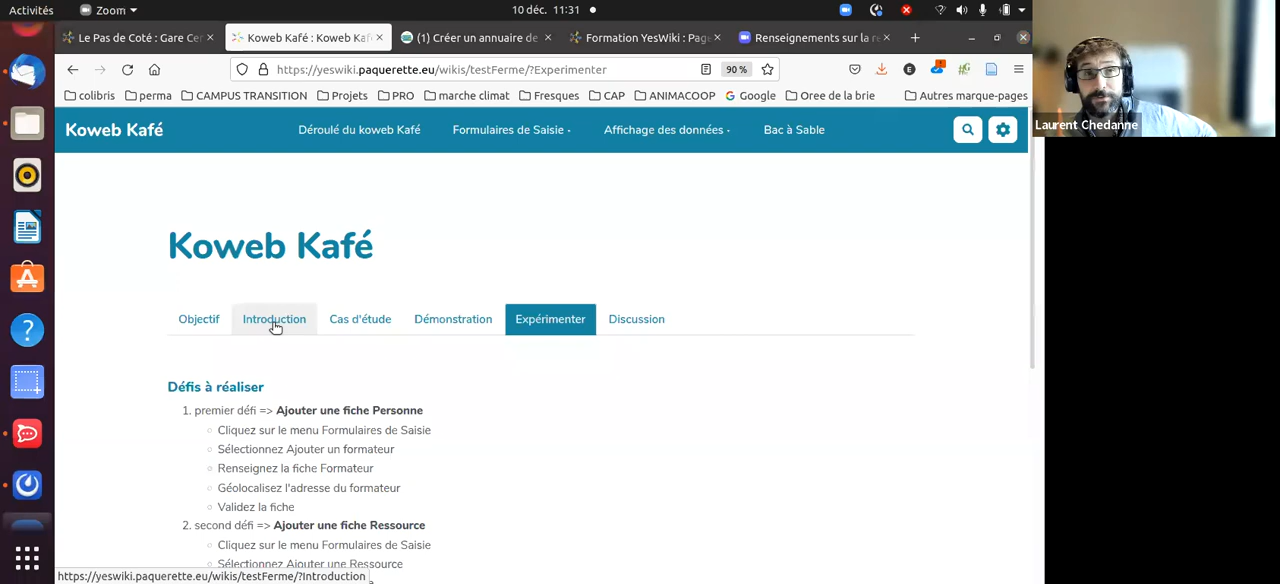 Activités
Zoom
10 déc. 11:31
Le Pas de Coté : Gare Cer
Koweb Kafé : Koweb Kaf
(1) Créer un annuaire de
Formation YesWiki : Pag
Renseignements sur la re
https://yeswiki.paquerette.eu/wikis/testFerme/?Experimenter
90 %
colibris
perma
CAMPUS TRANSITION
Projets
PRO
marche climat
Fresques
CAP
ANIMACOOP
Google
Oree de la brie
Autres marque-pages
Laurent Chedanne
Koweb Kafé
Déroulé du koweb Kafé
Formulaires de Saisie
Affichage des données
Bac à Sable
Koweb Kafé
Objectif
Introduction
Cas d'étude
Démonstration
Expérimenter
Discussion
Défis à réaliser
1. premier défi => Ajouter une fiche Personne
Cliquez sur le menu Formulaires de Saisie
Sélectionnez Ajouter un formateur
Renseignez la fiche Formateur
Géolocalisez l'adresse du formateur
Validez la fiche
2. second défi => Ajouter une fiche Ressource
Cliquez sur le menu Formulaires de Saisie
Sélectionnez Ajouter une Ressource
https://yeswiki.paquerette.eu/wikis/testFerme/?Introduction